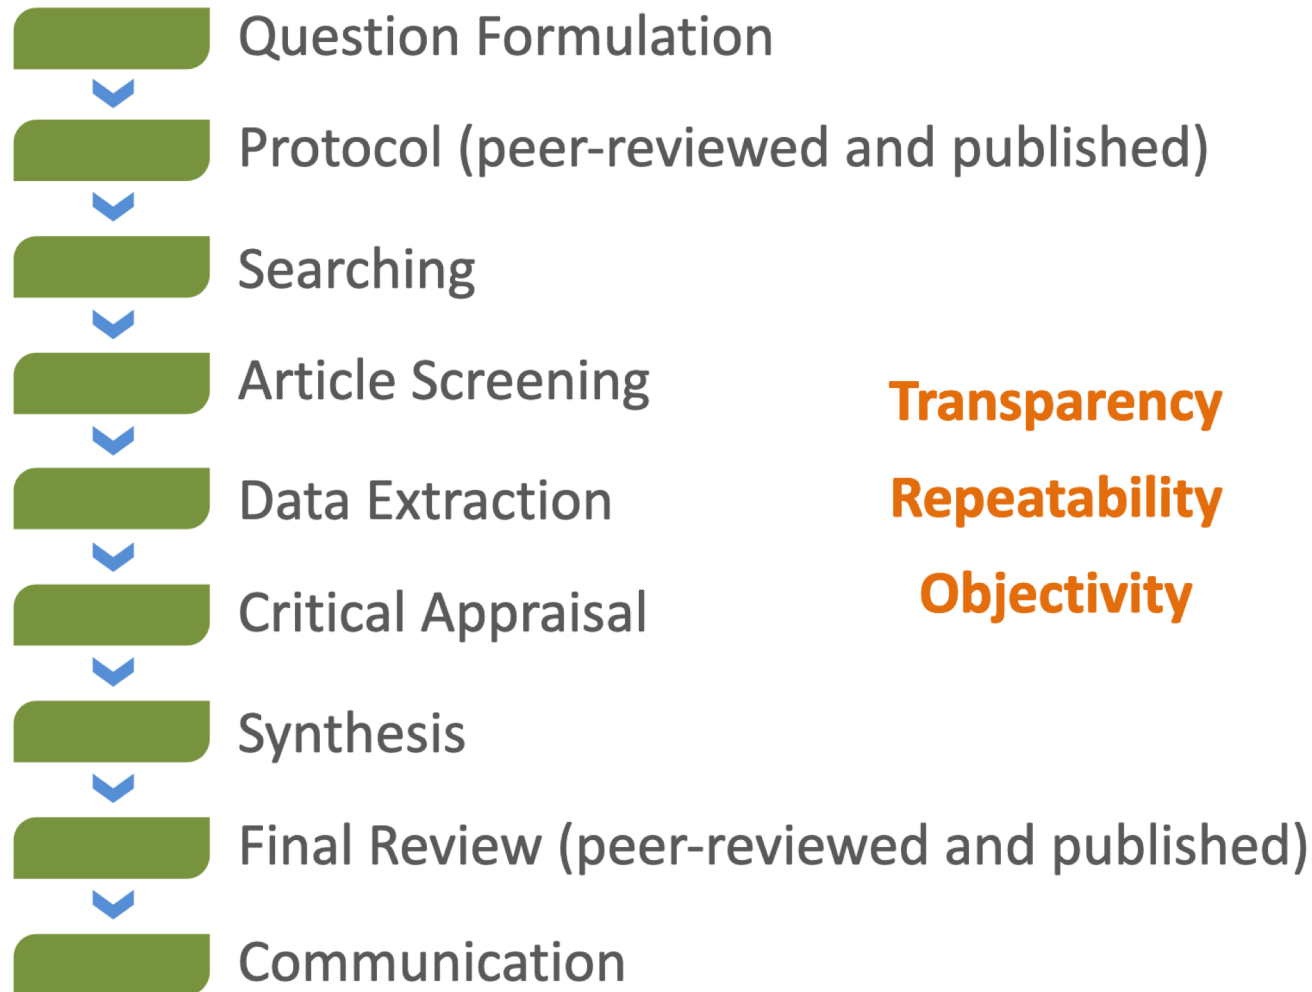 Question Formulation
Protocol (peer-reviewed and published)
Searching
Article Screening
Data Extraction
Critical Appraisal
Synthesis
Final Review (peer-reviewed and published)
Communication
Transparency
Repeatability
Objectivity